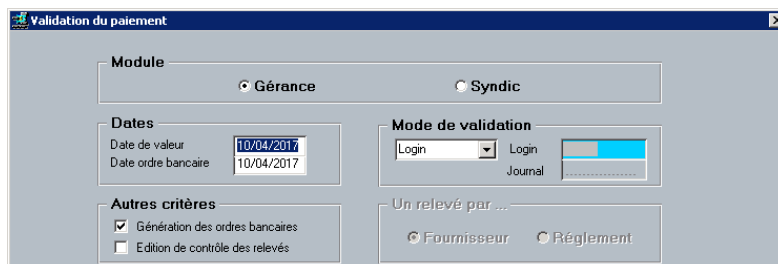 Validation du paiement
Module
Gérance
Syndic
Dates
Date de valeur 10/04/2017
Date ordre bancaire 10/04/2017
Mode de validation
Login Login
Journal
Autres critères
Génération des ordres bancaires
Edition de contrôle des relevés
Un relevé par ...
Fournisseur
Réglement